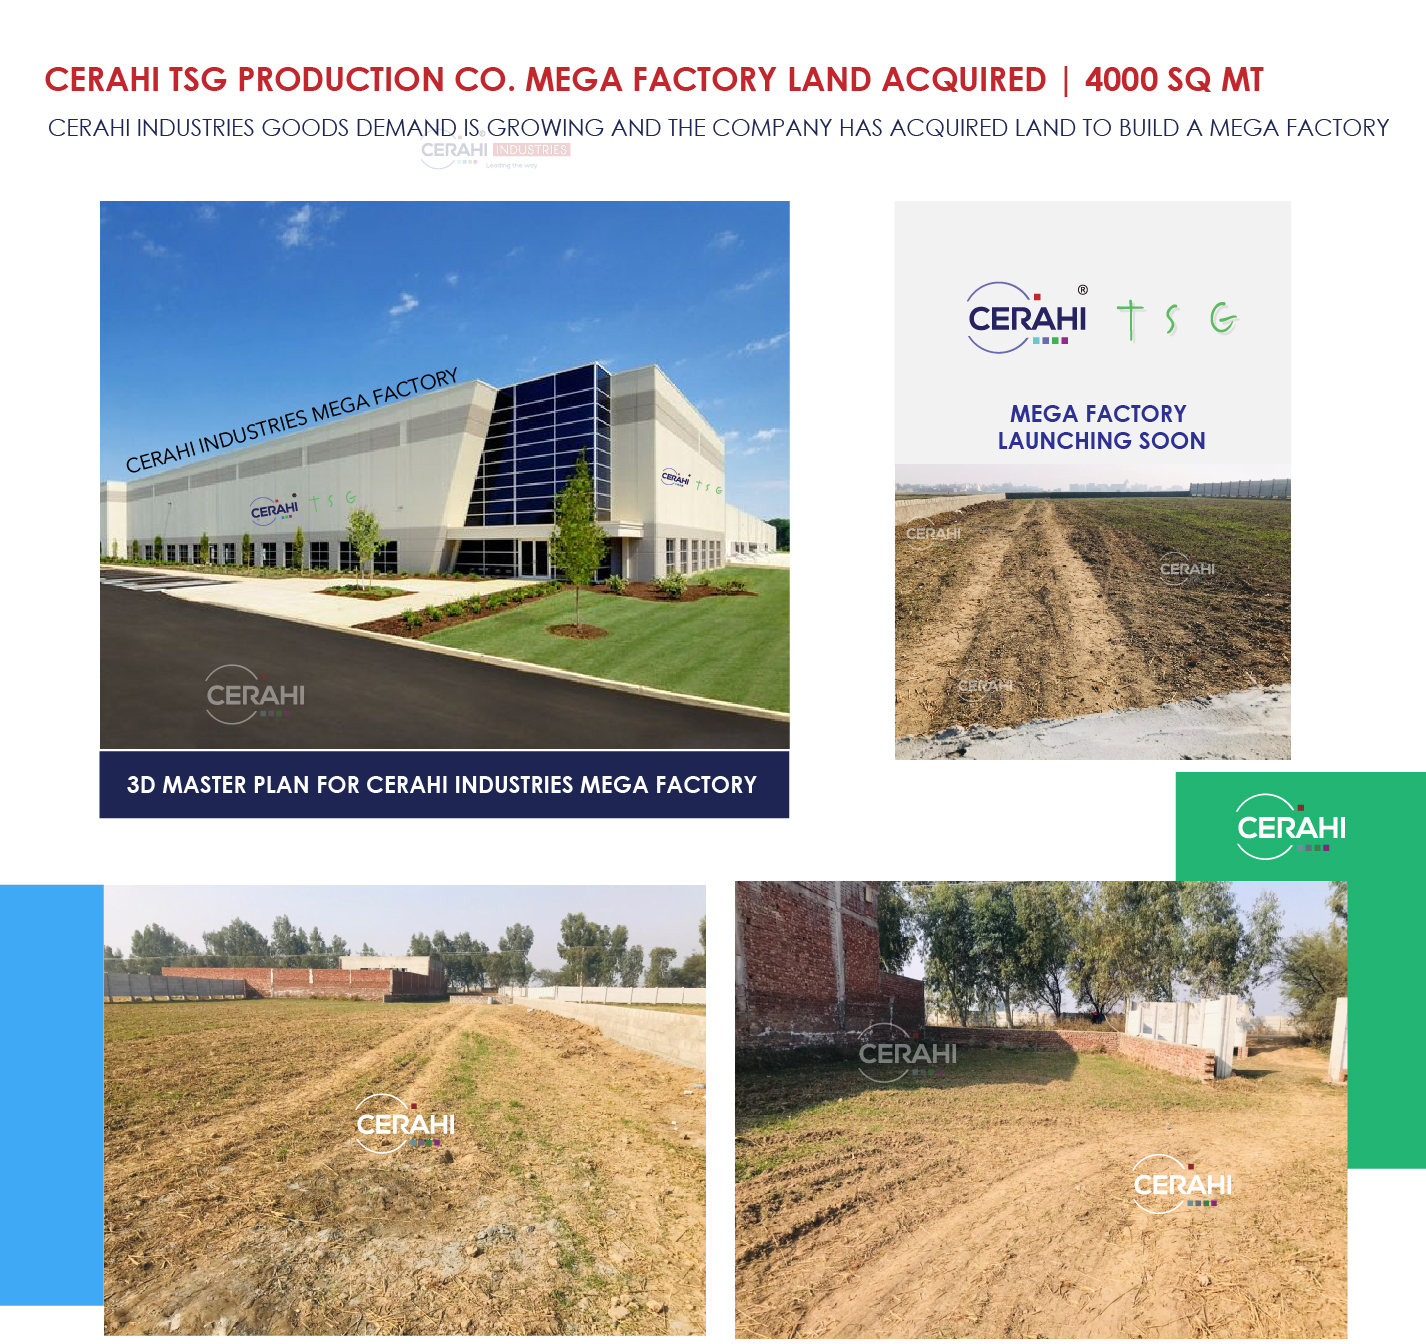 CERAHI TSG PRODUCTION CO. MEGA FACTORY LAND ACQUIRED | 4000 SQ MT
CERAHI INDUSTRIES GOODS DEMAND IS GROWING AND THE COMPANY HAS ACQUIRED LAND TO BUILD A MEGA FACTORY
CERAHI INDUSTRIES
Leading the way
CERAHI INDUSTRIES MEGA FACTORY
CERAHI TSG
CERAHI TSG
CERAHI
3D MASTER PLAN FOR CERAHI INDUSTRIES MEGA FACTORY
CERAHI® TSG
MEGA FACTORY
LAUNCHING SOON
CERAHI
CERAHI
CERAHI
CERAHI
CERAHI
CERAHI
CERAHI